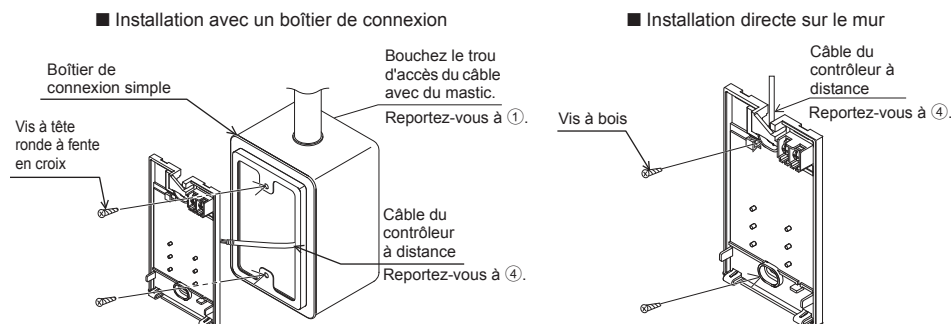 ■ Installation avec un boîtier de connexion
Boîtier de
connexion simple
Bouchez le trou
d'accès du câble
avec du mastic.
Reportez-vous à ①.
Vis à tête
ronde à fente
en croix
Câble du
contrôleur
à distance
Reportez-vous à ④.
■ Installation directe sur le mur
Câble du
contrôleur à
distance
Reportez-vous à ④.
Vis à bois